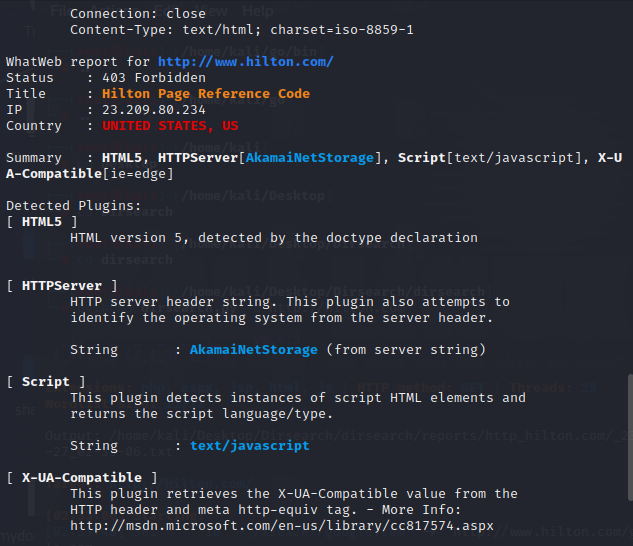 Connection: close
Content-Type: text/html; charset=iso-8859-1
WhatWeb report for http://www.hilton.com/
Status    : 403 Forbidden
Title     : Hilton Page Reference Code
IP        : 23.209.80.234
Country   : UNITED STATES, US
Summary   : HTML5, HTTPServer[AkamaiNetStorage], Script[text/javascript], X-U
A-Compatible[ie=edge]
Detected Plugins:
[ HTML5 ]
HTML version 5, detected by the doctype declaration
[ HTTPServer ]
HTTP server header string. This plugin also attempts to
identify the operating system from the server header.
String       : AkamaiNetStorage (from server string)
[ Script ]
This plugin detects instances of script HTML elements and
returns the script language/type.
String       : text/javascript
[ X-UA-Compatible ]
This plugin retrieves the X-UA-Compatible value from the
HTTP header and meta http-equiv tag. - More Info:
http://msdn.microsoft.com/en-us/library/cc817574.aspx